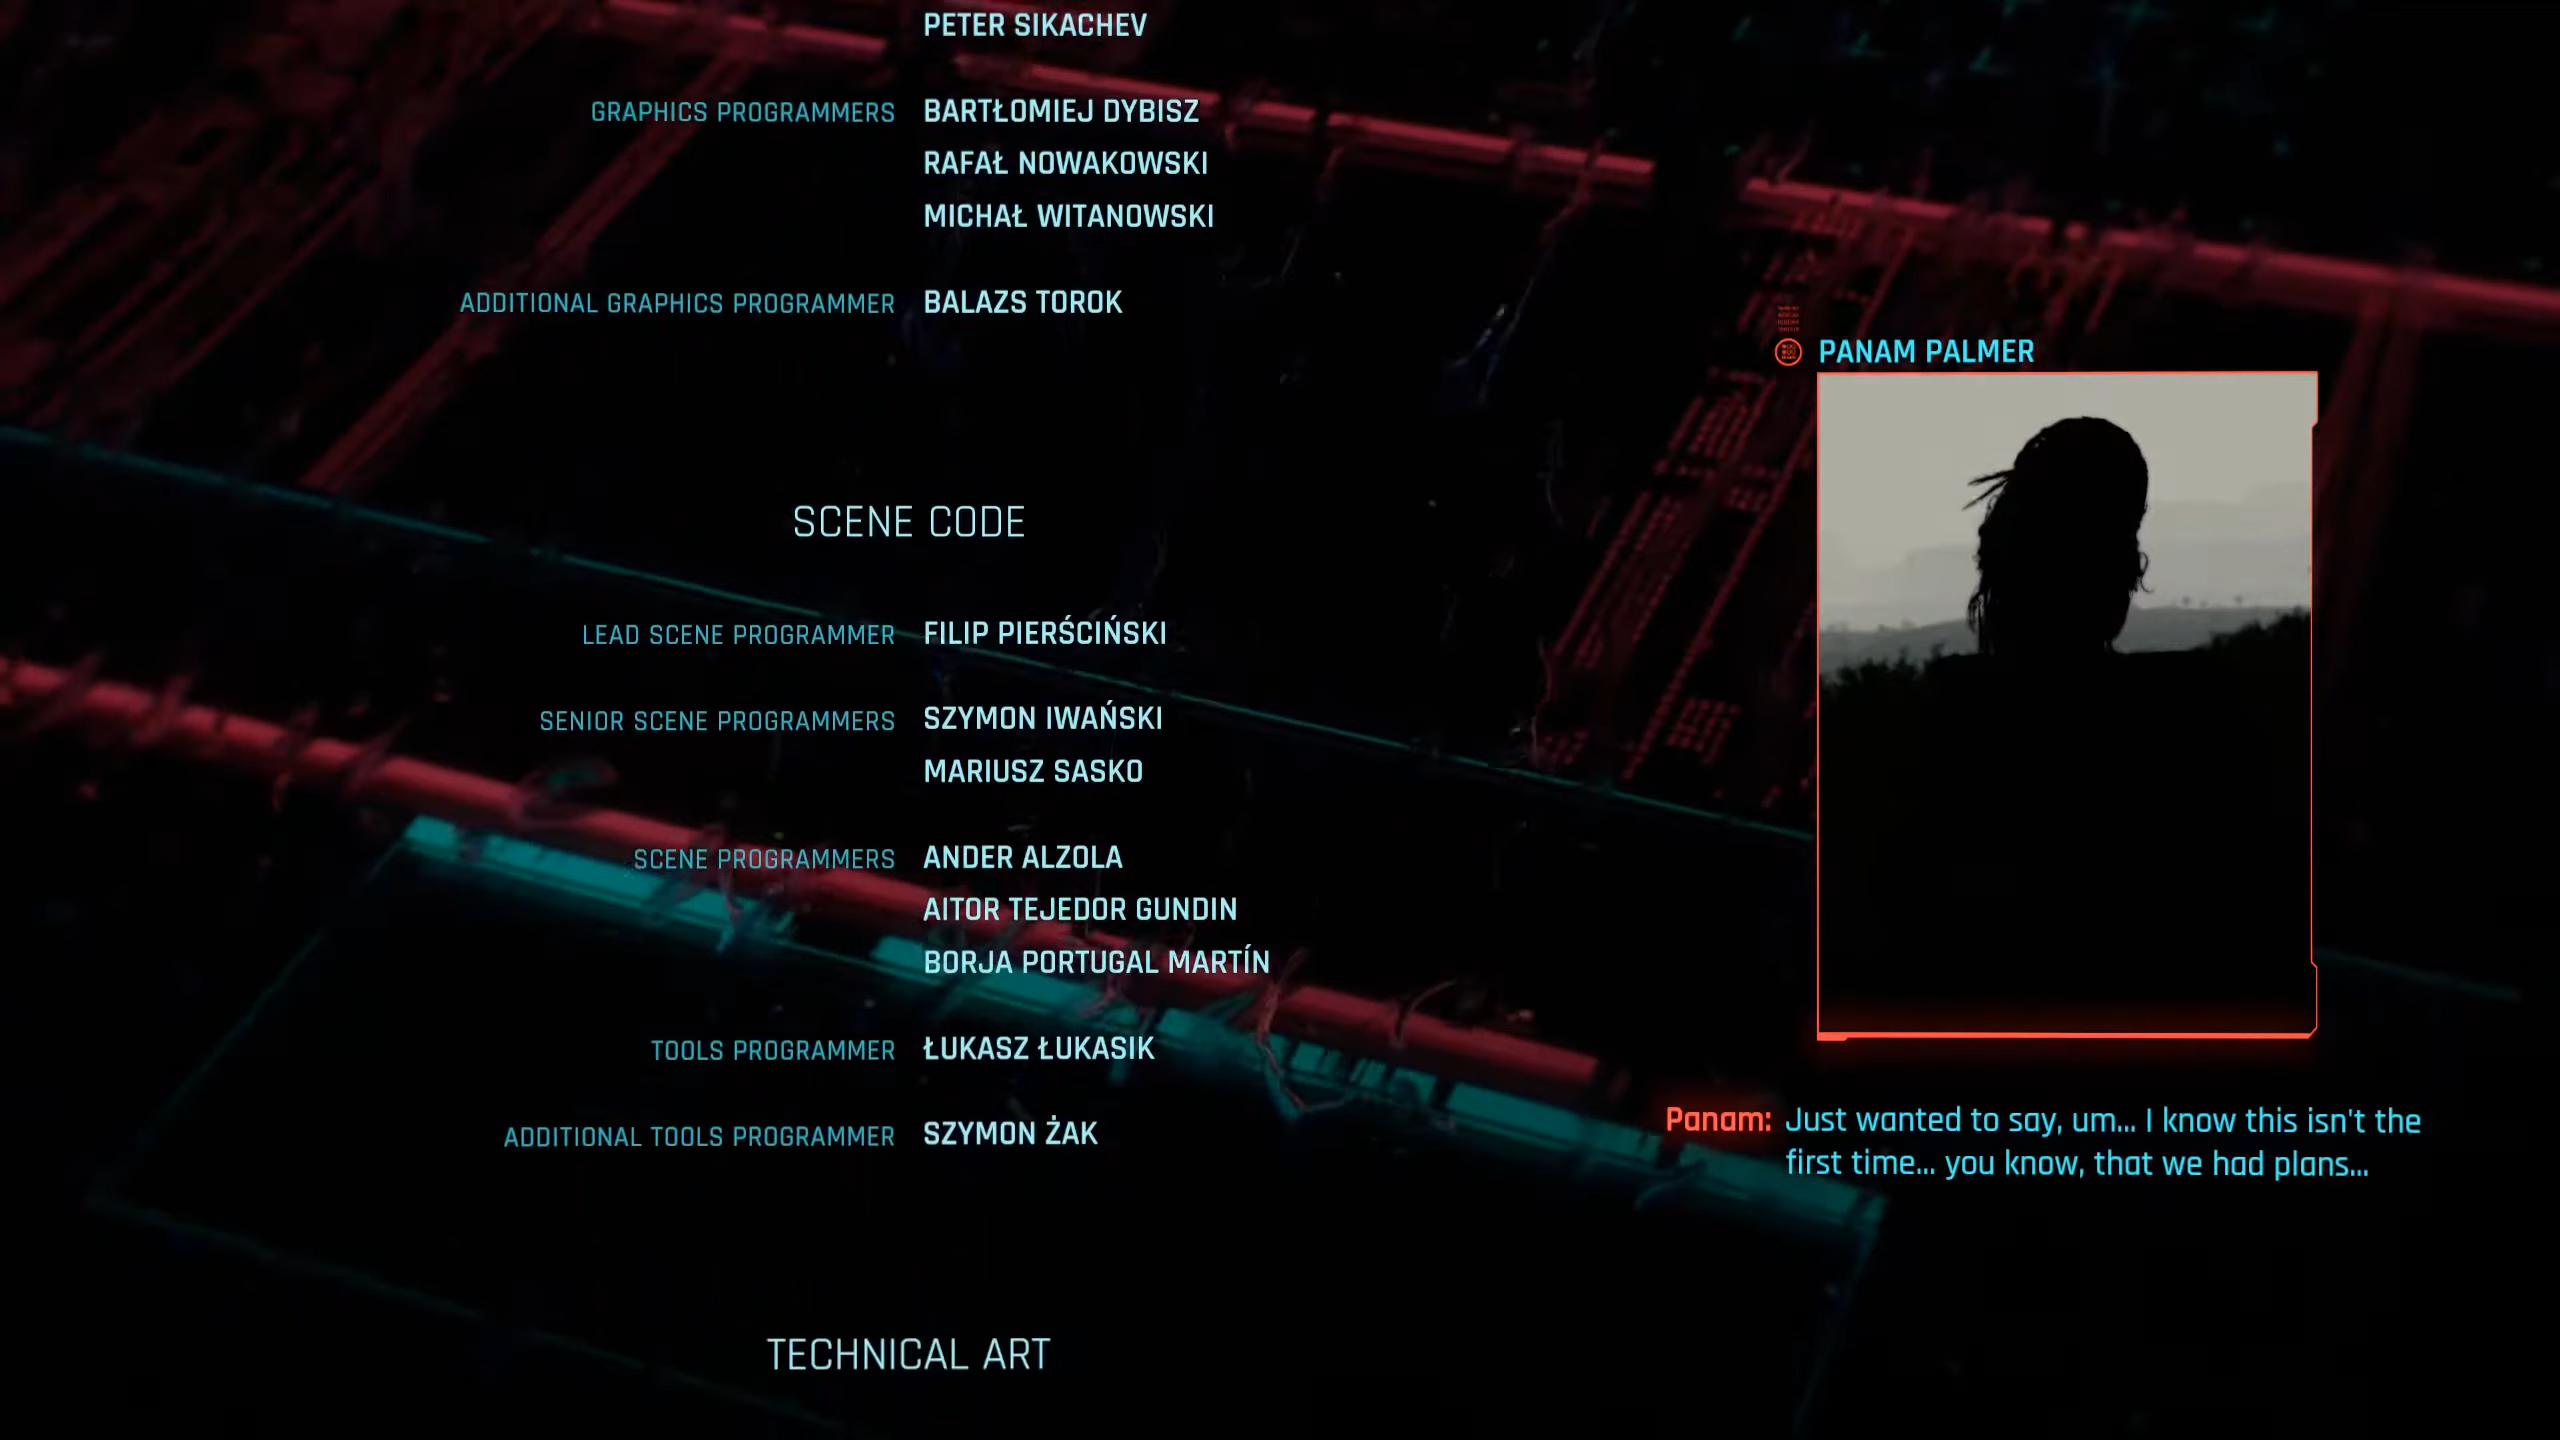 PETER SIKACHEV
GRAPHICS PROGRAMMERS BARTŁOMIEJ DYBISZ
RAFAŁ NOWAKOWSKI
MICHAŁ WITANOWSKI
ADDITIONAL GRAPHICS PROGRAMMER BALAZS TOROK
SCENE CODE
LEAD SCENE PROGRAMMER FILIP PIERŚCIŃSKI
SENIOR SCENE PROGRAMMERS SZYMON IWAŃSKI
MARIUSZ SASKO
SCENE PROGRAMMERS ANDER ALZOLA
AITOR TEJEDOR GUNDIN
BORJA PORTUGAL MARTÍN
TOOLS PROGRAMMER ŁUKASZ ŁUKASIK
ADDITIONAL TOOLS PROGRAMMER SZYMON ŻAK
TECHNICAL ART
PANAM PALMER
Panam: Just wanted to say, um... I know this isn't the
first time... you know, that we had plans...